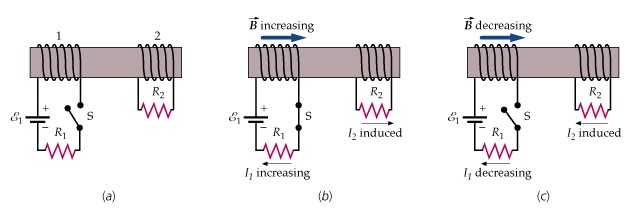 1
2
R₂
ℰ₁
+
−
S
R₁
(a)
B⃗ increasing
R₂
ℰ₁
+
−
S
R₁
I₂ induced
I₁ increasing
(b)
B⃗ decreasing
R₂
ℰ₁
+
−
S
R₁
I₂ induced
I₁ decreasing
(c)